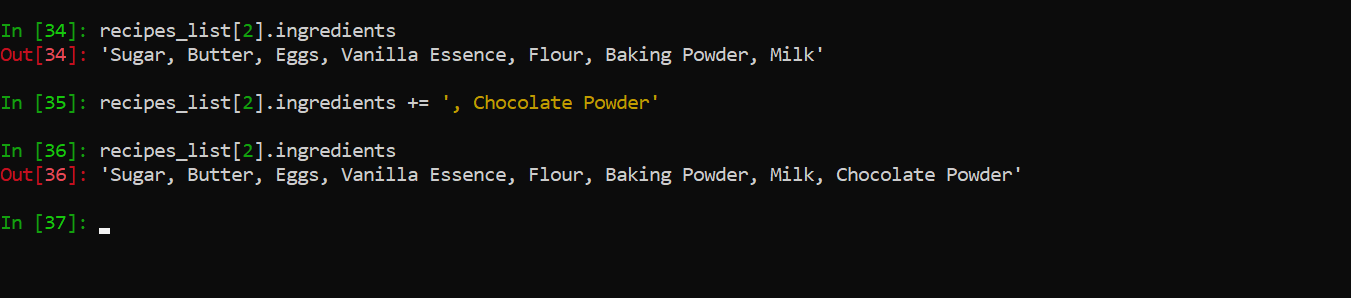 In [34]: recipes_list[2].ingredients
Out[34]: 'Sugar, Butter, Eggs, Vanilla Essence, Flour, Baking Powder, Milk'
In [35]: recipes_list[2].ingredients += ', Chocolate Powder'
In [36]: recipes_list[2].ingredients
Out[36]: 'Sugar, Butter, Eggs, Vanilla Essence, Flour, Baking Powder, Milk, Chocolate Powder'
In [37]: